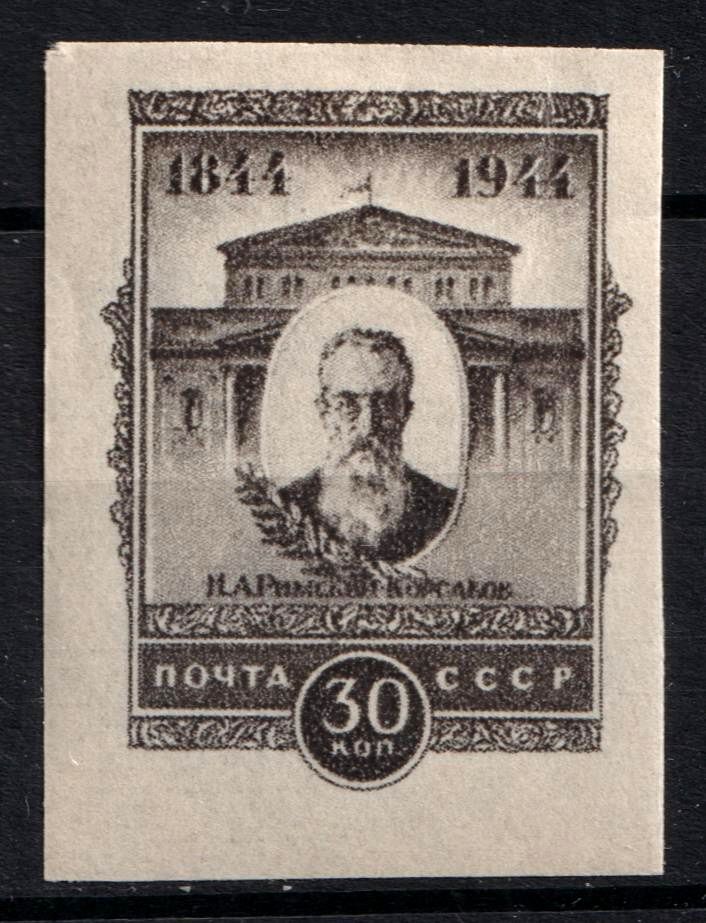 1844 1944
Н.А.Римский-Корсаков
ПОЧТА 30 СССР
КОП.